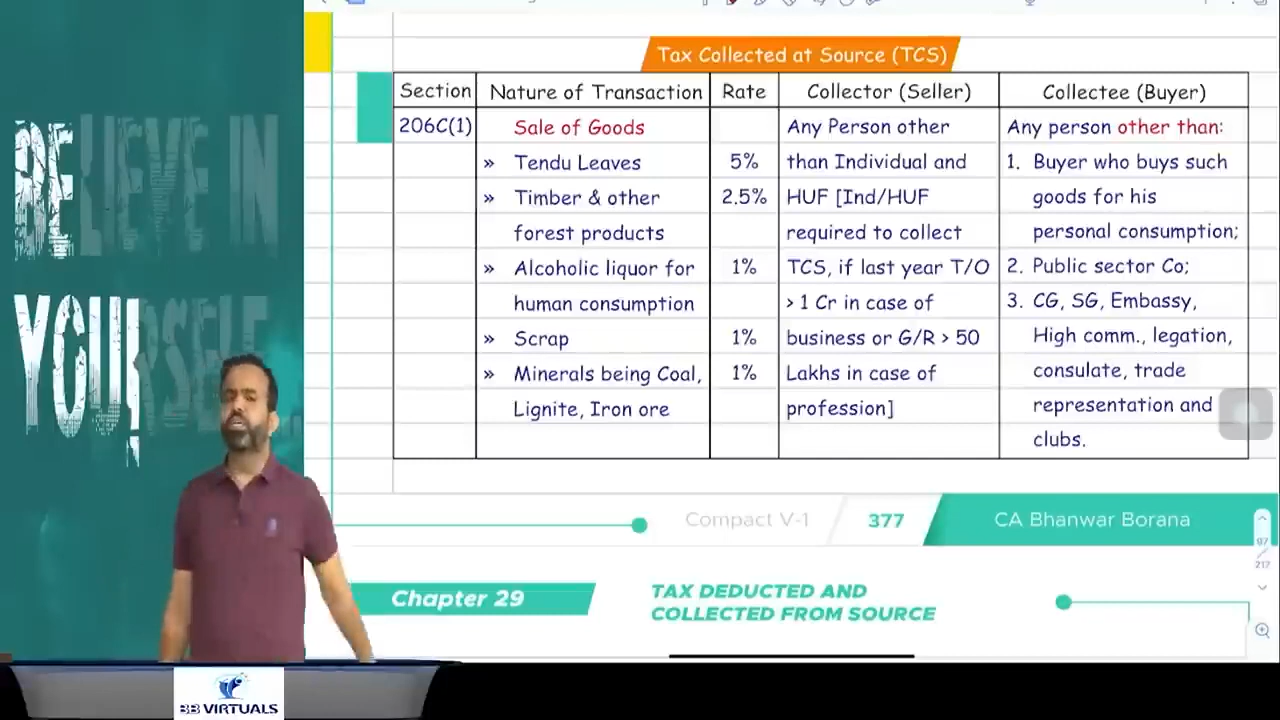 BELIEVE IN
YOURSELF
Tax Collected at Source (TCS)
Section Nature of Transaction Rate Collector (Seller) Collectee (Buyer)
206C(1) Sale of Goods Any Person other Any person other than:
» Tendu Leaves 5% than Individual and 1. Buyer who buys such
» Timber & other 2.5% HUF [Ind/HUF goods for his
forest products required to collect personal consumption;
» Alcoholic liquor for 1% TCS, if last year T/O 2. Public sector Co;
human consumption > 1 Cr in case of 3. CG, SG, Embassy,
» Scrap 1% business or G/R > 50 High comm., legation,
» Minerals being Coal, 1% Lakhs in case of consulate, trade
Lignite, Iron ore profession] representation and
clubs.
Compact V-1 377 CA Bhanwar Borana
97
217
Chapter 29 TAX DEDUCTED AND
COLLECTED FROM SOURCE
BB VIRTUALS